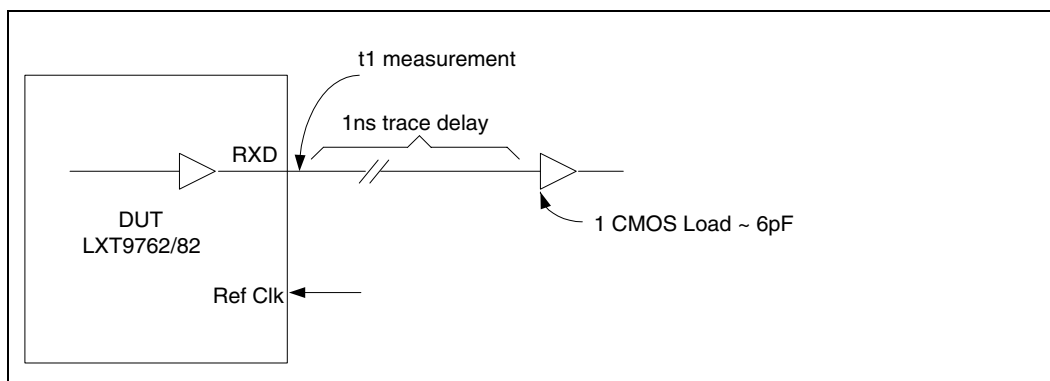 t1 measurement
1ns trace delay
RXD
DUT
LXT9762/82
1 CMOS Load ~ 6pF
Ref Clk